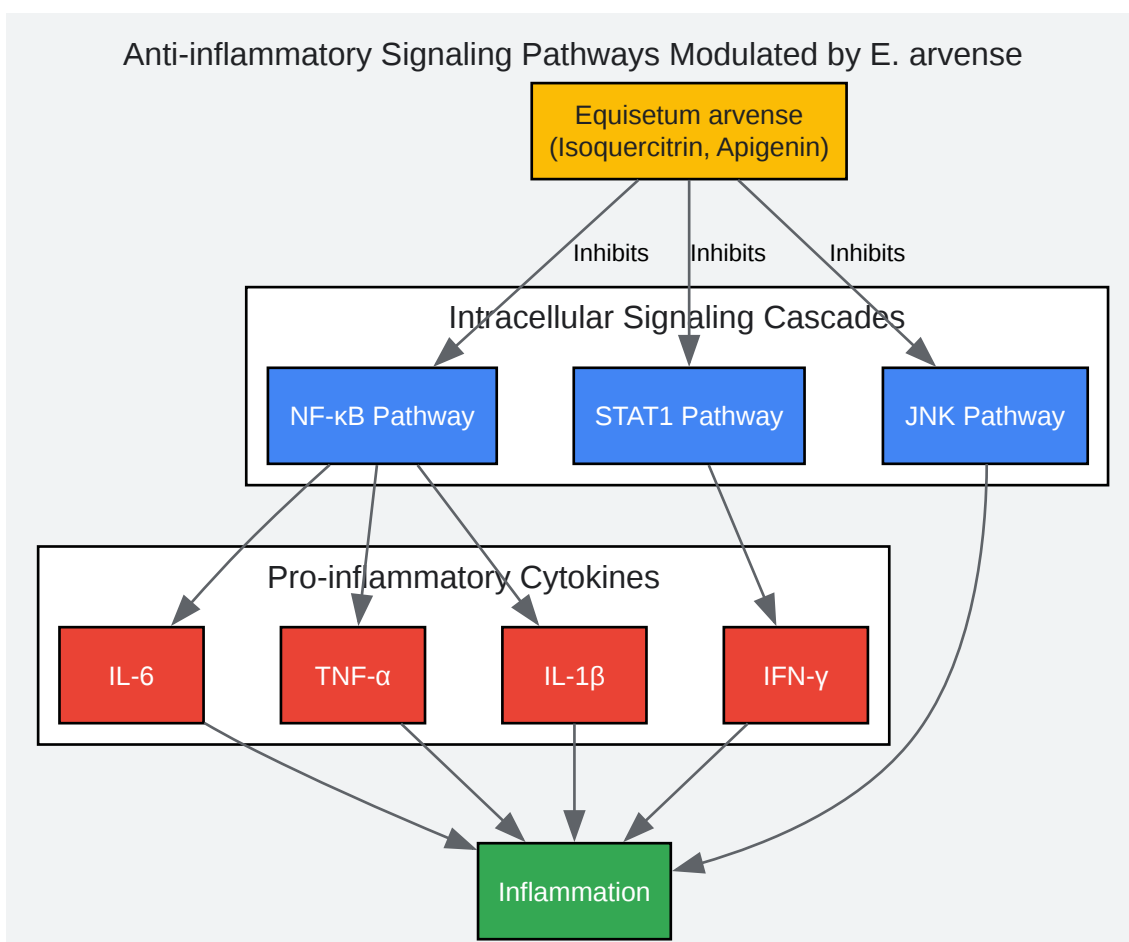 Anti-inflammatory Signaling Pathways Modulated by E. arvense
Equisetum arvense
(Isoquercitrin, Apigenin)
Inhibits
Inhibits
Inhibits
Intracellular Signaling Cascades
NF-κB Pathway
STAT1 Pathway
JNK Pathway
Pro-inflammatory Cytokines
IL-6
TNF-α
IL-1β
IFN-γ
Inflammation